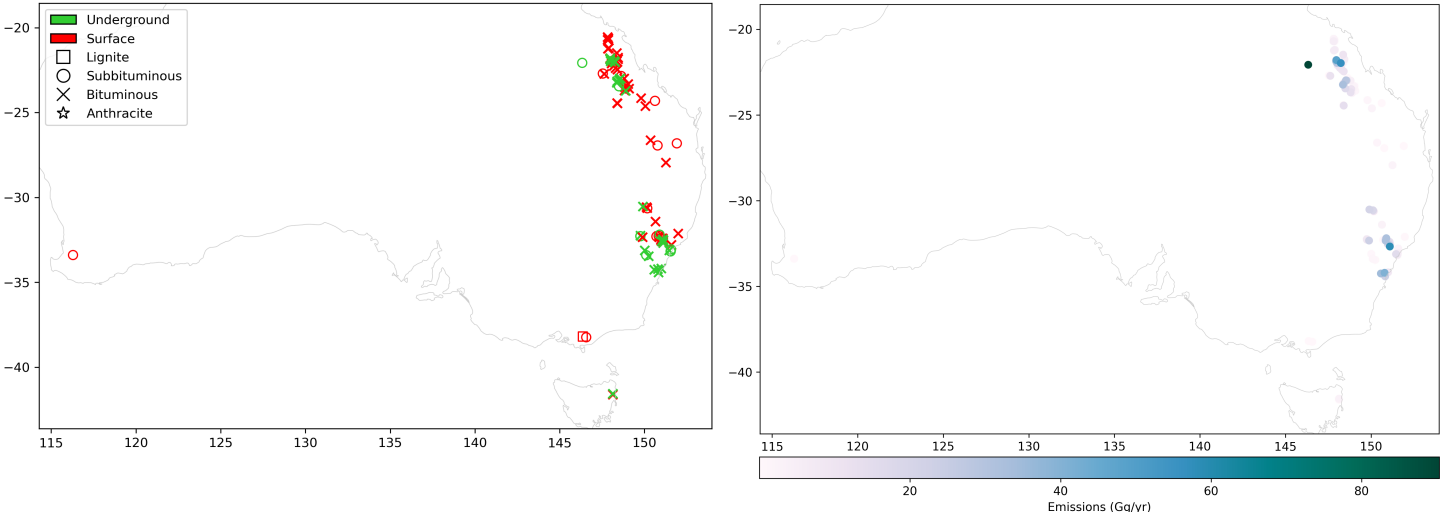 Underground
Surface
Lignite
Subbituminous
Bituminous
Anthracite
−20
−25
−30
−35
−40
115 120 125 130 135 140 145 150
−20
−25
−30
−35
−40
115 120 125 130 135 140 145 150
20 40 60 80
Emissions (Gg/yr)